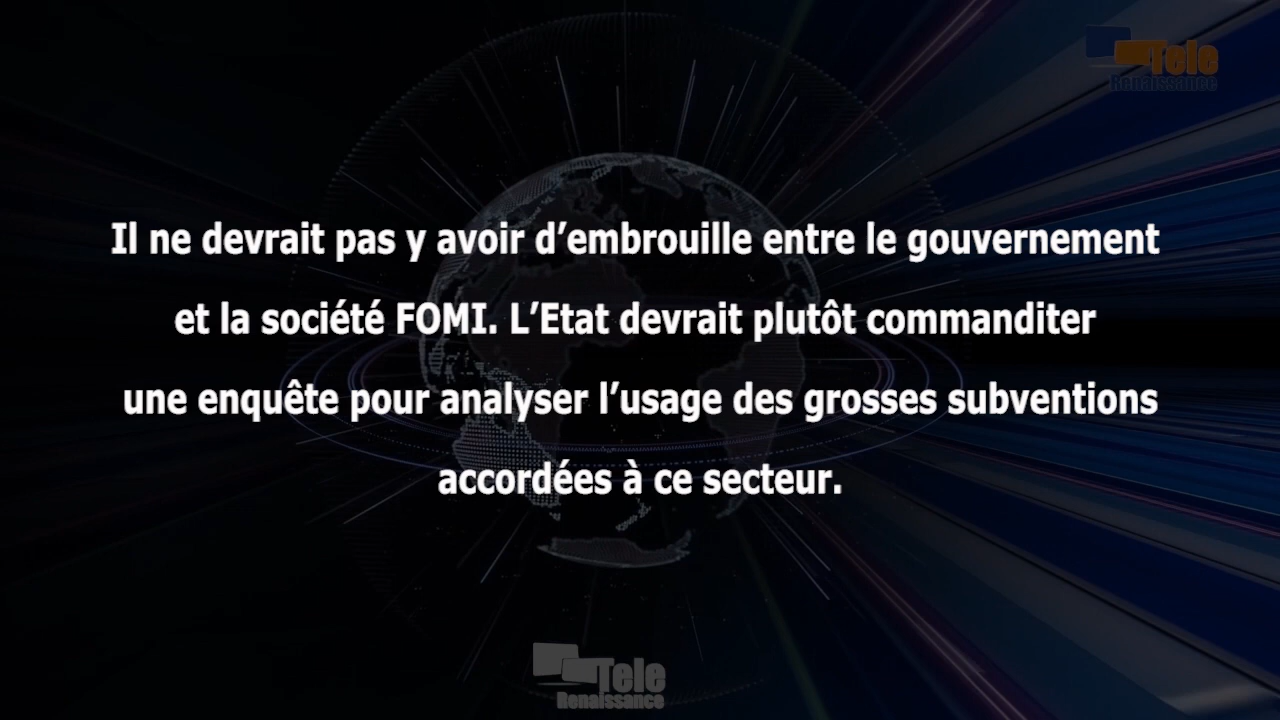 Tele
Renaissance
Il ne devrait pas y avoir d’embrouille entre le gouvernement
et la société FOMI. L’Etat devrait plutôt commanditer
une enquête pour analyser l’usage des grosses subventions
accordées à ce secteur.
Tele
Renaissance